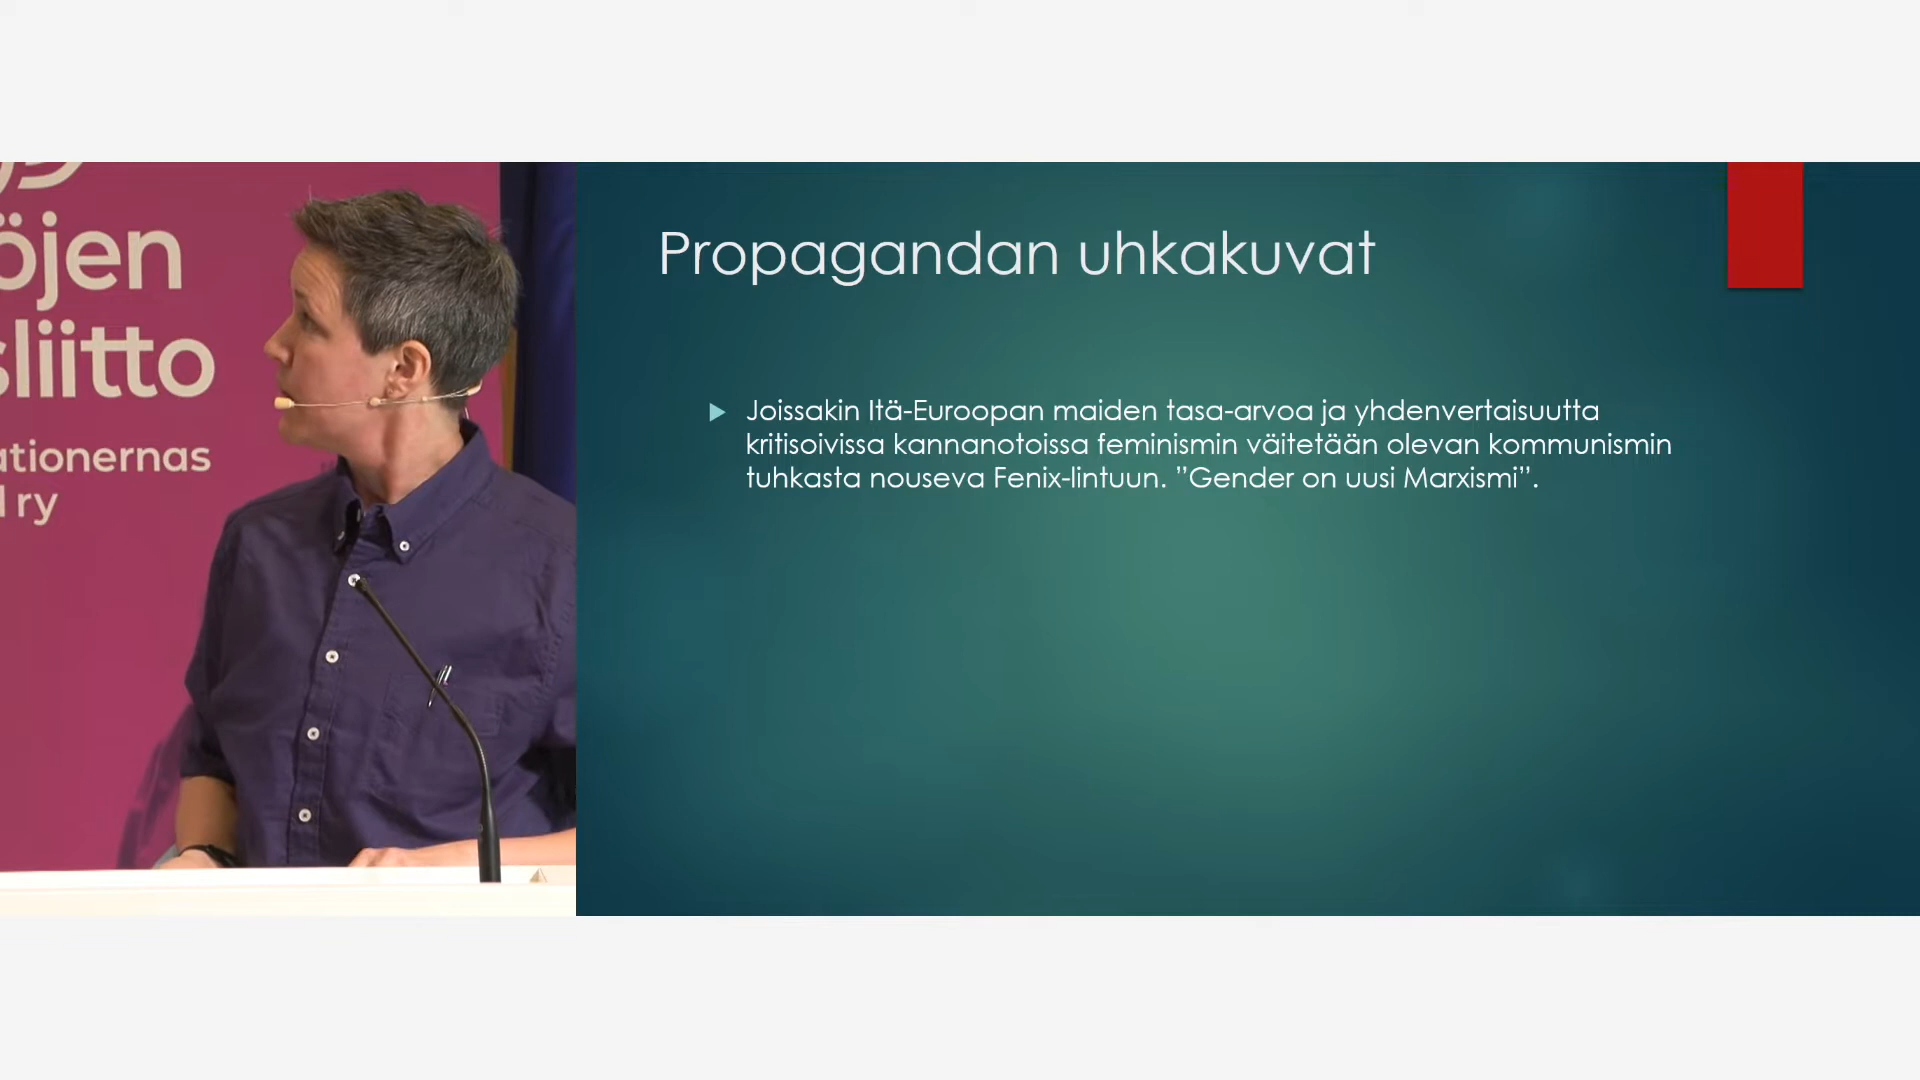 öjen
sliitto
ationernas
l ry
Propagandan uhkakuvat
Joissakin Itä-Euroopan maiden tasa-arvoa ja yhdenvertaisuutta
kritisoivissa kannanotoissa feminismin väitetään olevan kommunismin
tuhkasta nouseva Fenix-lintuun. ”Gender on uusi Marxismi”.